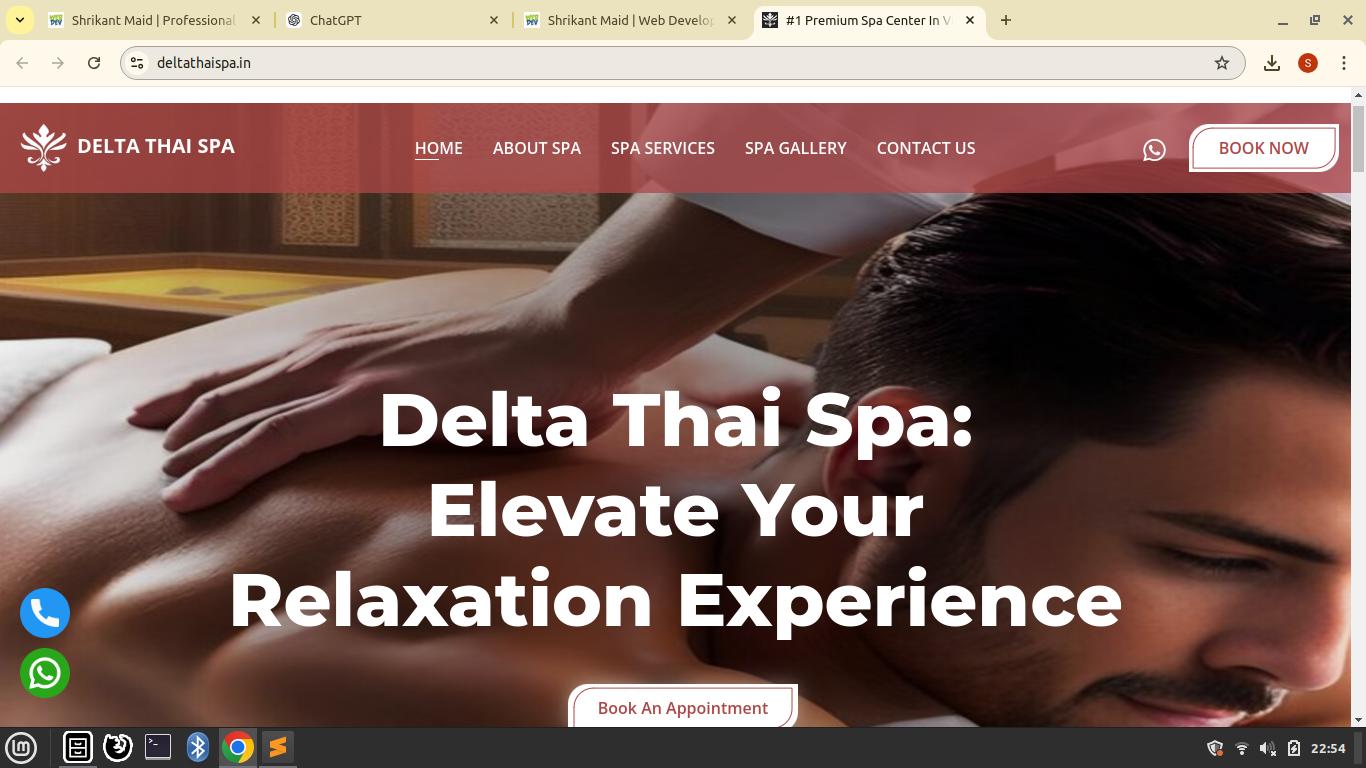 Shrikant Maid | Professional
ChatGPT
Shrikant Maid | Web Develop
#1 Premium Spa Center In V
deltathaispa.in
S
DELTA THAI SPA
HOME
ABOUT SPA
SPA SERVICES
SPA GALLERY
CONTACT US
BOOK NOW
Delta Thai Spa:
Elevate Your
Relaxation Experience
Book An Appointment
22:54